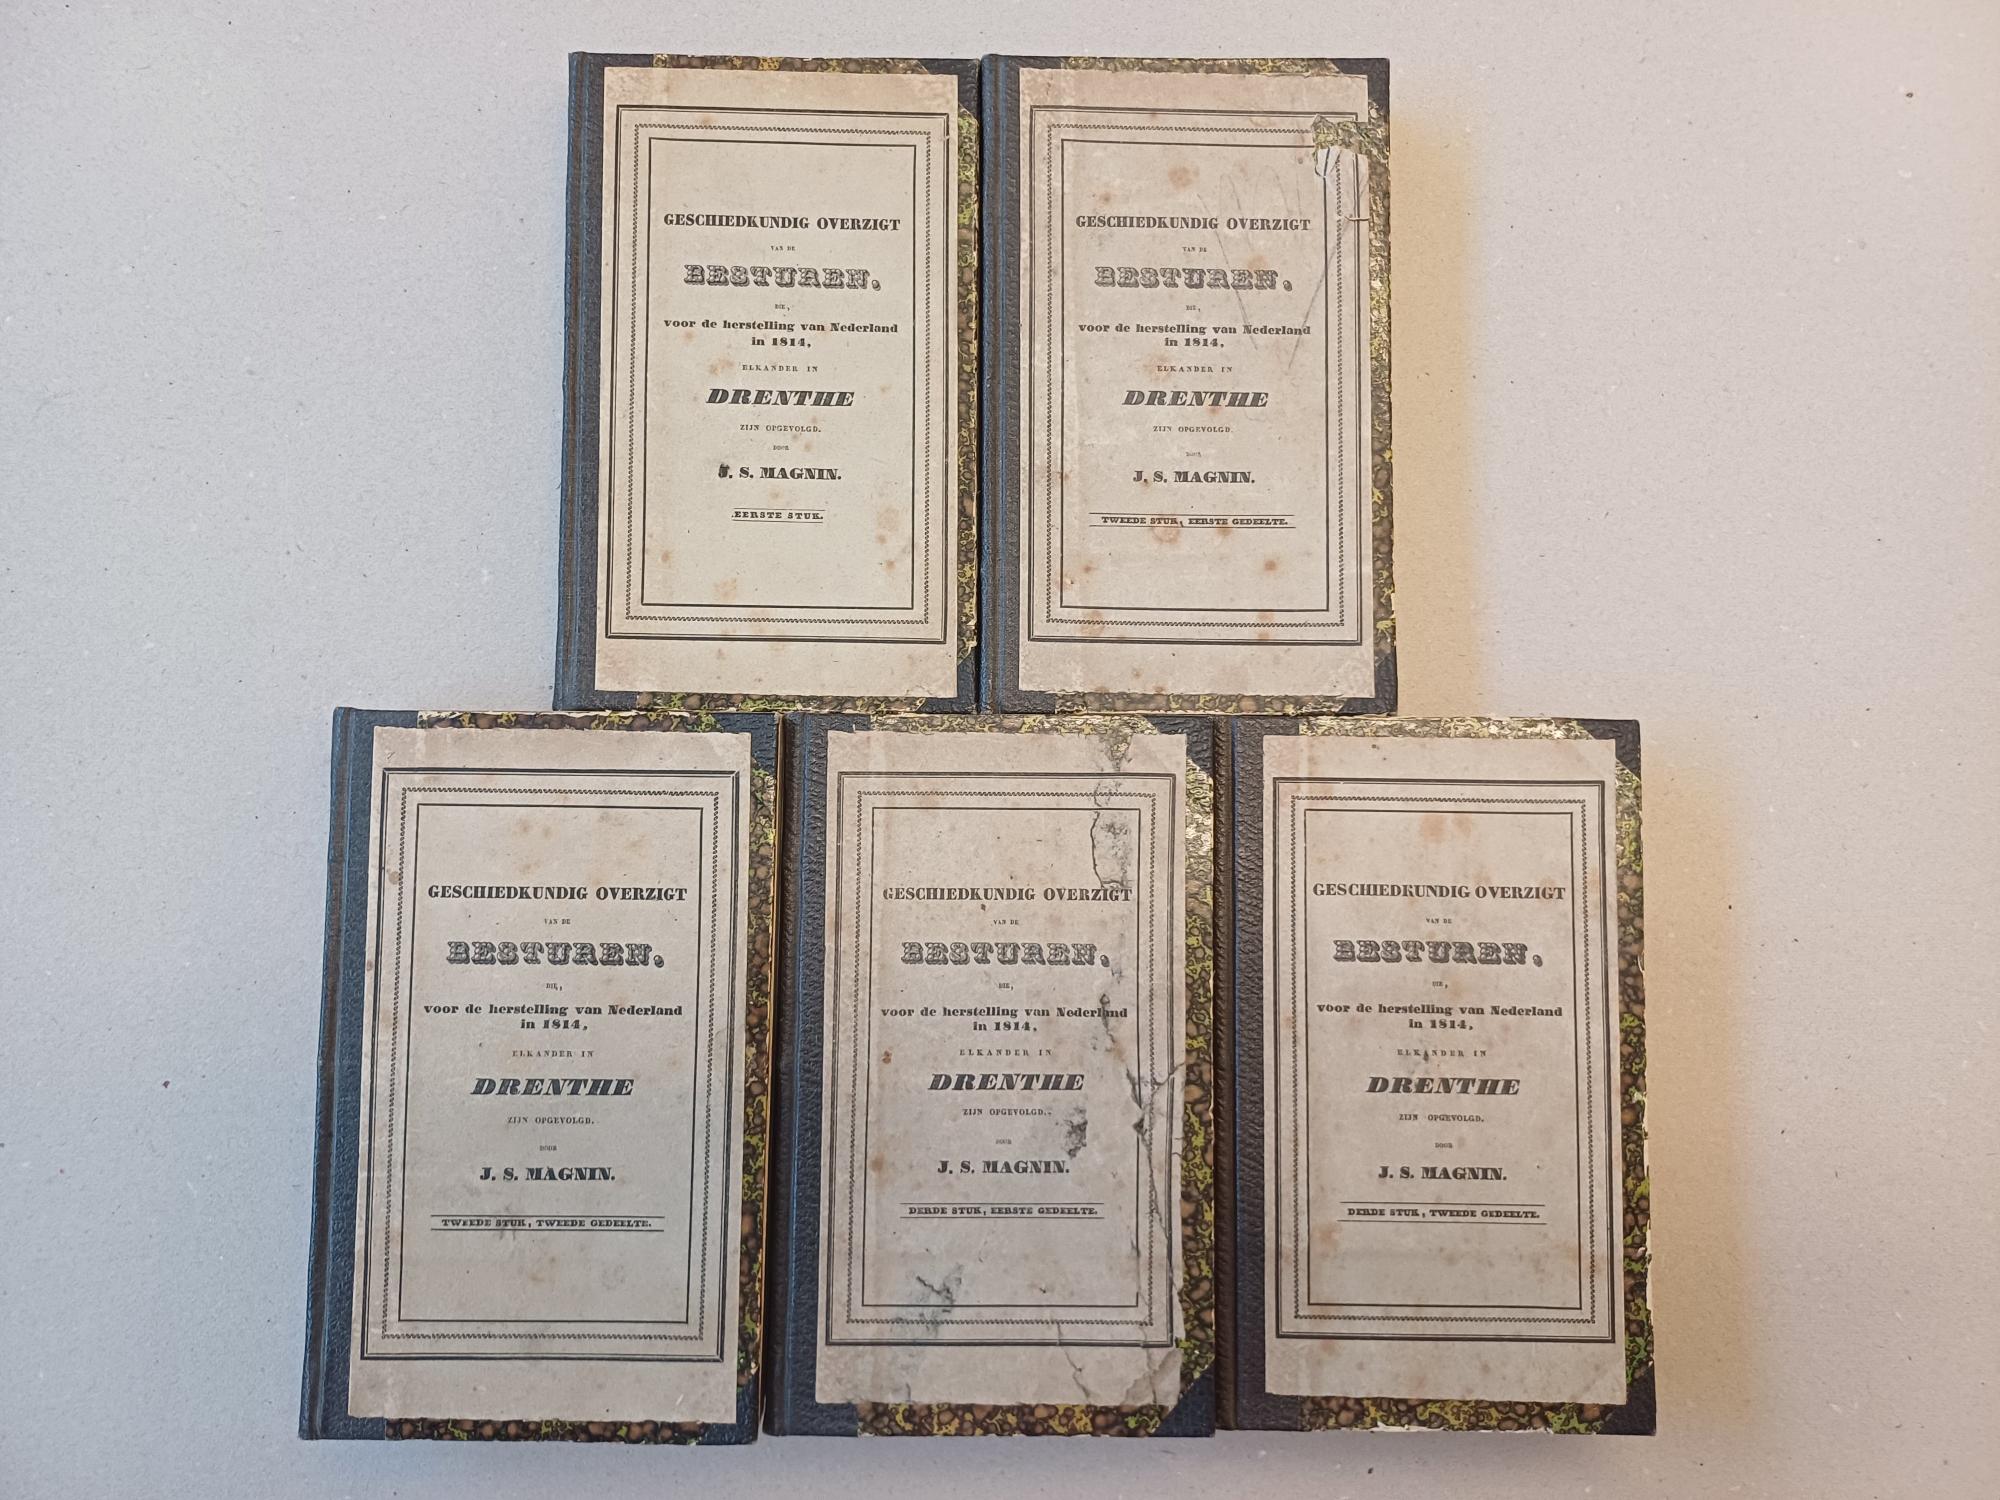 GESCHIEDKUNDIG OVERZIGT
VAN DE
BESTUREN,
DIE,
voor de herstelling van Nederland
in 1814,
ELKANDER IN
DRENTHE
ZIJN OPGEVOLGD.
DOOR
J. S. MAGNIN.
EERSTE STUK.
GESCHIEDKUNDIG OVERZIGT
VAN DE
BESTUREN,
DIE,
voor de herstelling van Nederland
in 1814,
ELKANDER IN
DRENTHE
ZIJN OPGEVOLGD.
DOOR
J. S. MAGNIN.
TWEEDE STUK, EERSTE GEDEELTE.
GESCHIEDKUNDIG OVERZIGT
VAN DE
BESTUREN,
DIE,
voor de herstelling van Nederland
in 1814,
ELKANDER IN
DRENTHE
ZIJN OPGEVOLGD.
DOOR
J. S. MAGNIN.
TWEEDE STUK, TWEEDE GEDEELTE.
GESCHIEDKUNDIG OVERZIGT
VAN DE
BESTUREN,
DIE,
voor de herstelling van Nederland
in 1814,
ELKANDER IN
DRENTHE
ZIJN OPGEVOLGD.
DOOR
J. S. MAGNIN.
DERDE STUK, EERSTE GEDEELTE.
GESCHIEDKUNDIG OVERZIGT
VAN DE
BESTUREN,
DIE,
voor de herstelling van Nederland
in 1814,
ELKANDER IN
DRENTHE
ZIJN OPGEVOLGD.
DOOR
J. S. MAGNIN.
DERDE STUK, TWEEDE GEDEELTE.